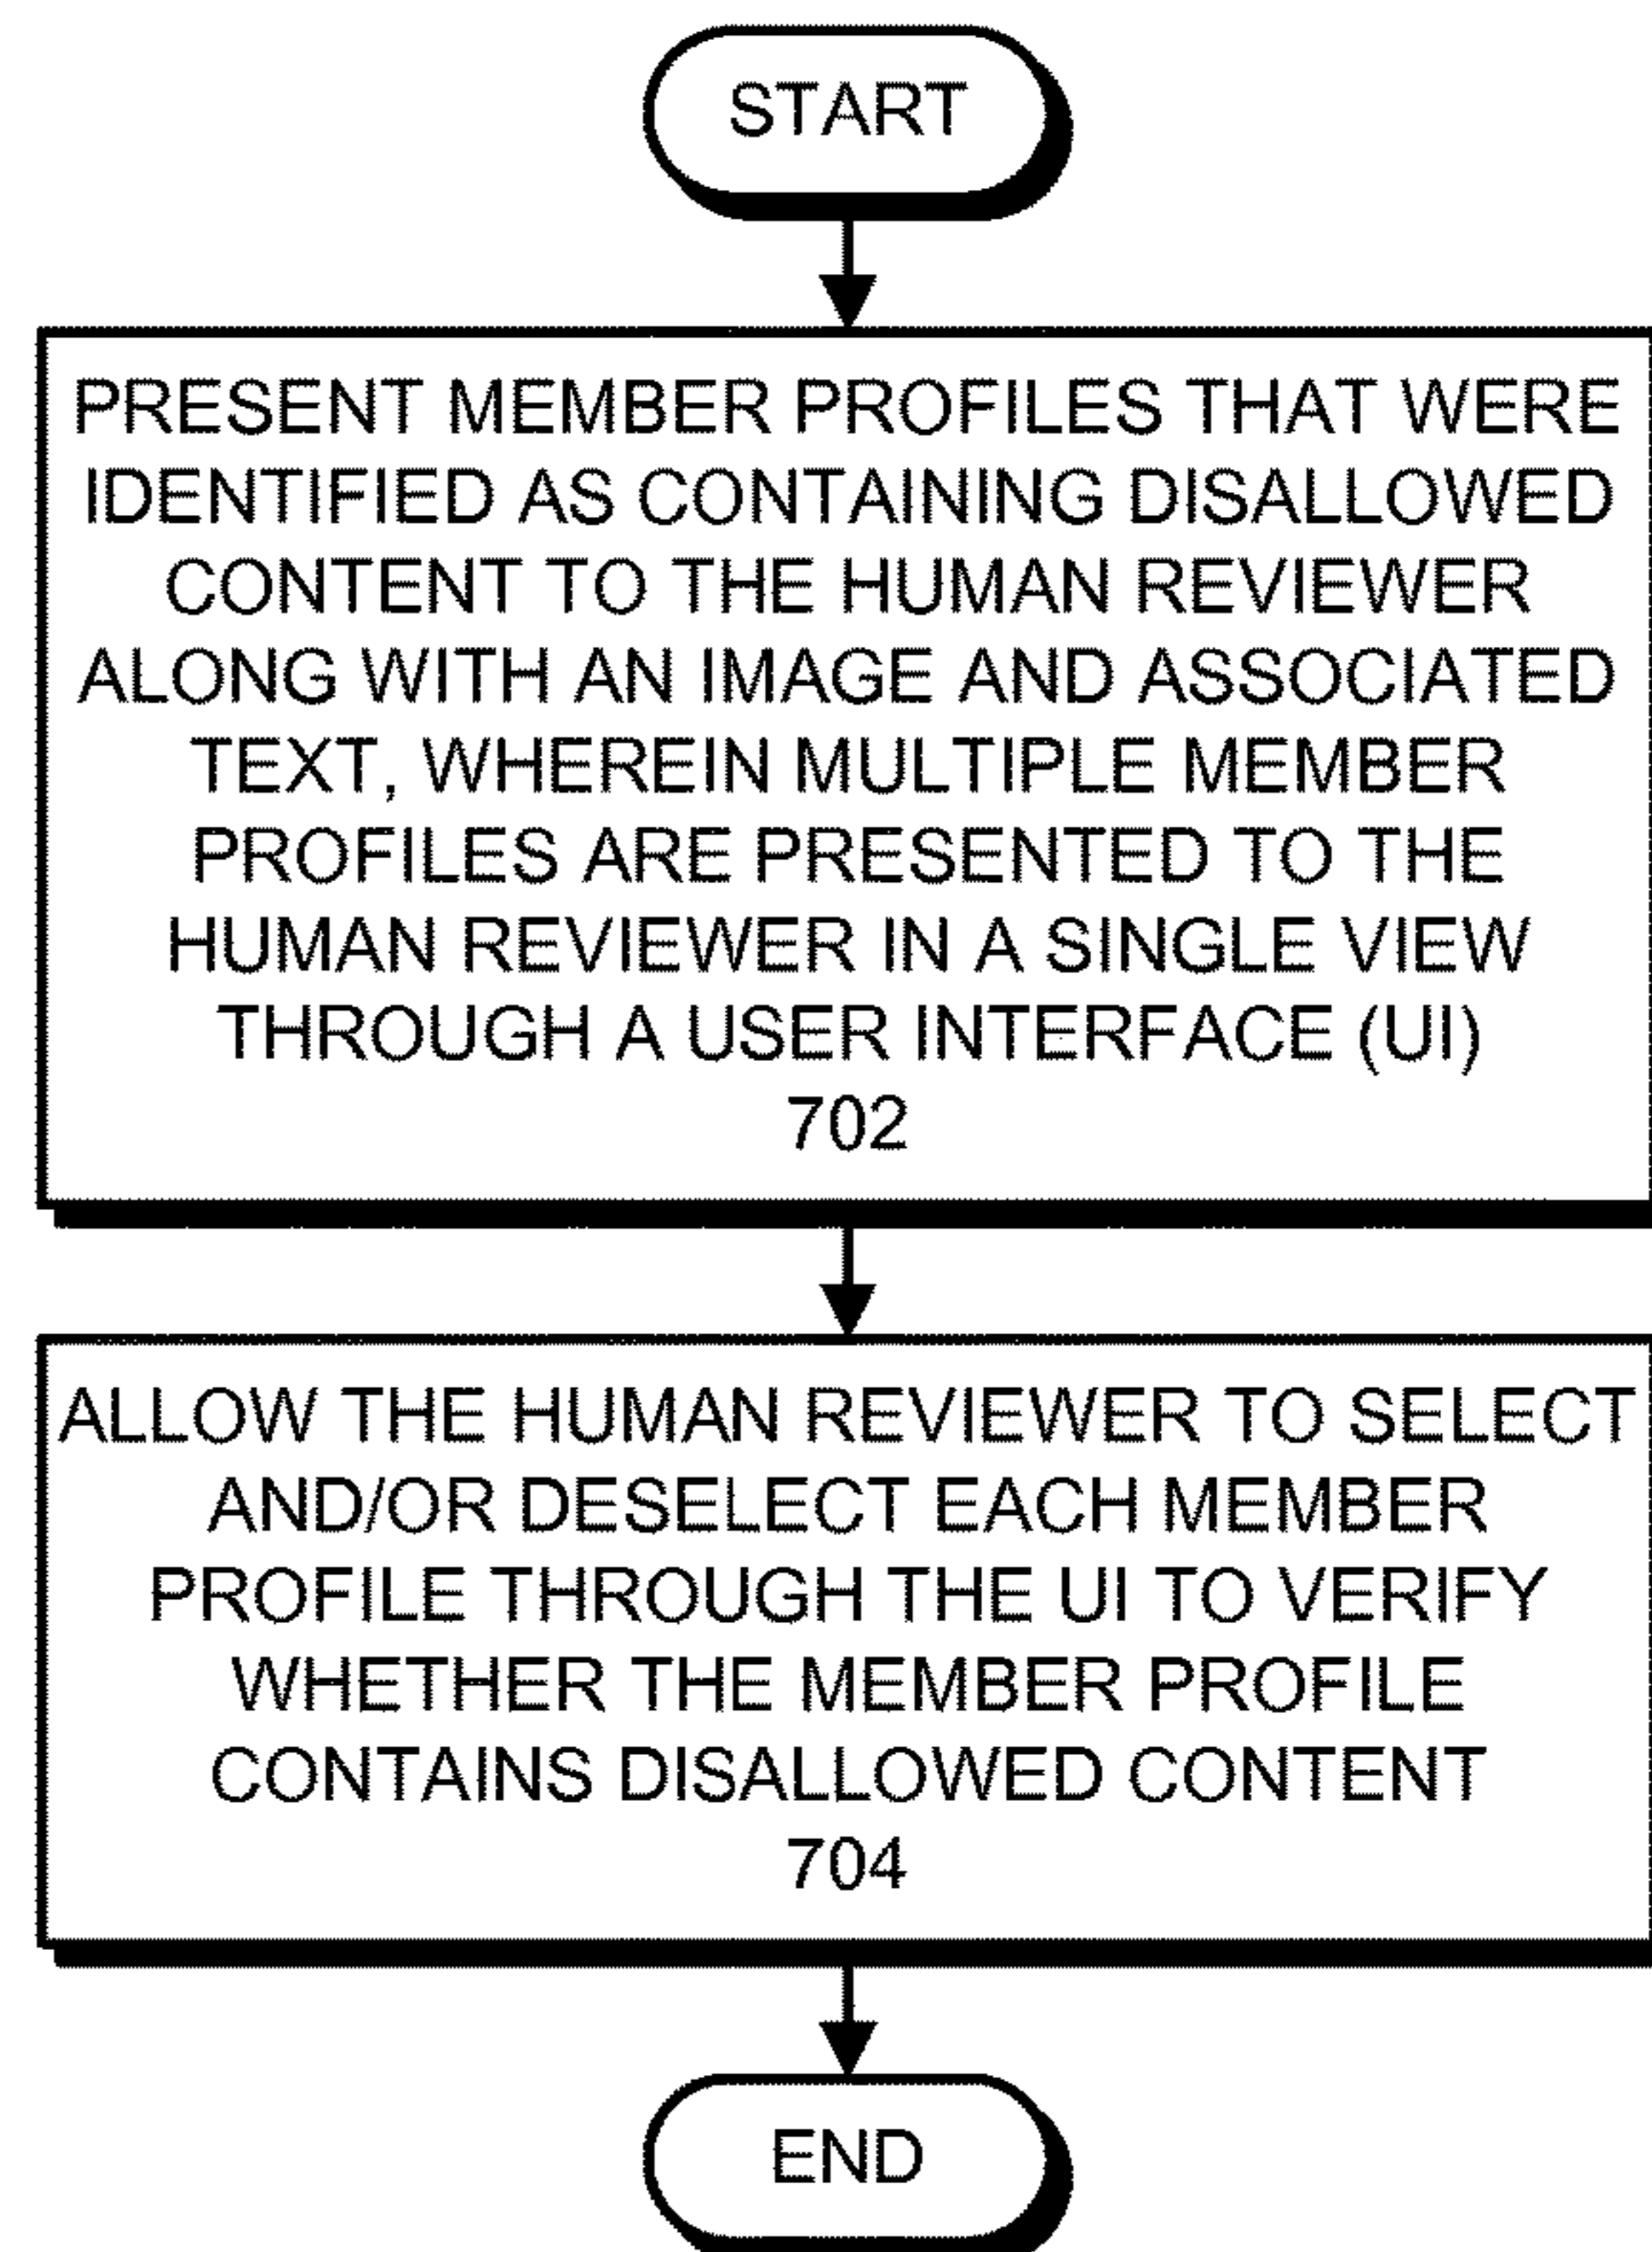 START
PRESENT MEMBER PROFILES THAT WERE
IDENTIFIED AS CONTAINING DISALLOWED
CONTENT TO THE HUMAN REVIEWER
ALONG WITH AN IMAGE AND ASSOCIATED
TEXT, WHEREIN MULTIPLE MEMBER
PROFILES ARE PRESENTED TO THE
HUMAN REVIEWER IN A SINGLE VIEW
THROUGH A USER INTERFACE (UI)
702
ALLOW THE HUMAN REVIEWER TO SELECT
AND/OR DESELECT EACH MEMBER
PROFILE THROUGH THE UI TO VERIFY
WHETHER THE MEMBER PROFILE
CONTAINS DISALLOWED CONTENT
704
END